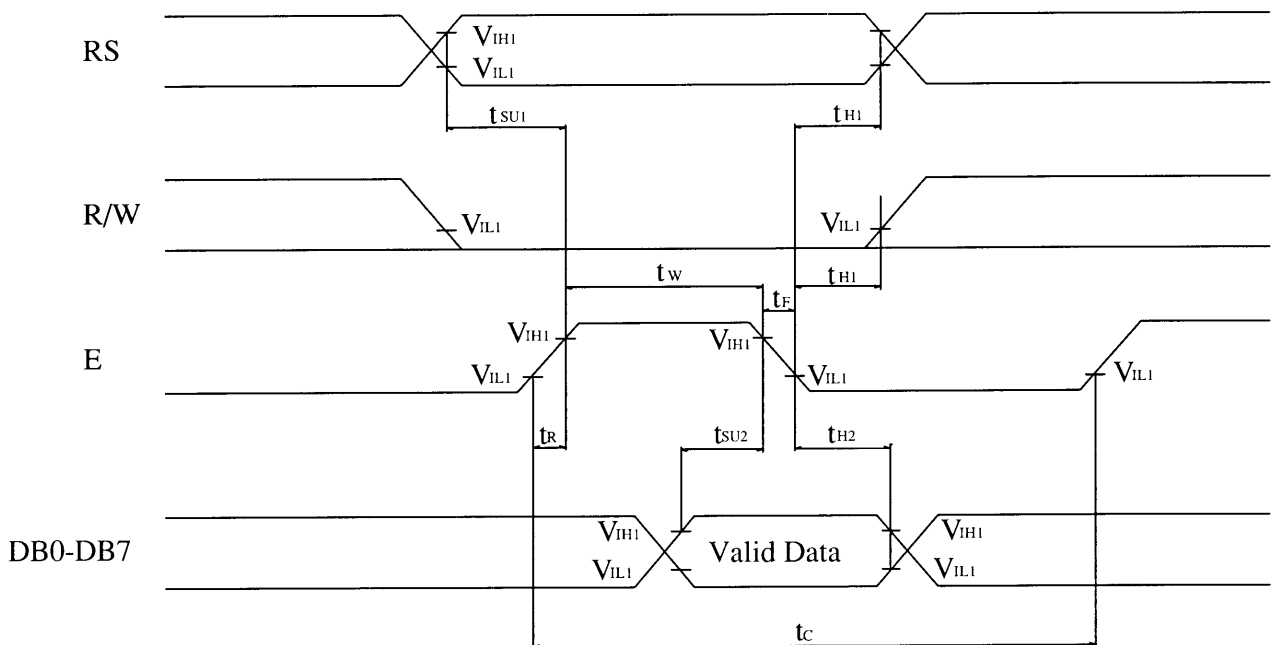 RS
VIH1
VIL1
tSU1
tH1
R/W
VIL1
VIL1
tW
tF
tH1
E
VIH1
VIH1
VIL1
VIL1
VIL1
tR
tSU2
tH2
DB0-DB7
VIH1
VIL1
Valid Data
VIH1
VIL1
tC